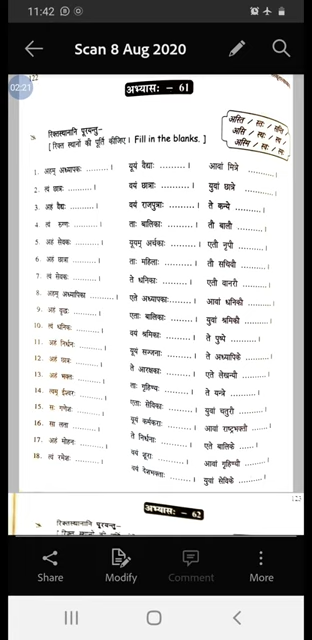 11:42
Scan 8 Aug 2020
02:21
122
अभ्यासः - 61
रिक्तस्थानानि पूरयन्तु-
[ रिक्त स्थानों की पूर्ति कीजिए। Fill in the blanks. ]
अस्ति / स्तः / सन्ति
असि / स्थः / स्थ
अस्मि / स्वः / स्मः
1. अहम् अध्यापकः ......... । यूयं वैद्याः ......... । आवां मित्रे ......... ।
2. त्वं छात्रः ......... । वयं छात्राः ......... । युवां छात्रे ......... ।
3. अहं वैद्यः ......... । वयं राजपुत्राः ......... । ते कन्ये ......... ।
4. त्वं रुग्णः ......... । ताः बालिकाः ......... । तौ बालौ ......... ।
5. अहं सेवकः ......... । यूयम् अर्चकाः ......... । एतौ नृपौ ......... ।
6. अहं छात्रा ......... । ताः महिलाः ......... । तौ सचिवौ ......... ।
7. त्वं सेवकः ......... । ते धनिकाः ......... । एतौ वानरौ ......... ।
8. अहम् अध्यापिका ......... । एते अध्यापकाः ......... । आवां धनिकौ ......... ।
9. अहं वृद्धः ......... । एताः बालिकाः ......... । युवां श्रमिकौ ......... ।
10. त्वं धनिकः ......... । वयं श्रमिकाः ......... । ते पुष्पे ......... ।
11. अहं निर्धनः ......... । यूयं सज्जनाः ......... । ते अध्यापिके ......... ।
12. अहं छात्रः ......... । ते आरक्षकाः ......... । एते लेखन्यौ ......... ।
13. अहं भक्तः ......... । ताः गृहिण्यः ......... । ते यन्त्रे ......... ।
14. त्वम् ईश्वरः ......... । एताः सेविकाः ......... । युवां चतुरौ ......... ।
15. सः गणेशः ......... । यूयं कर्मकराः ......... । आवां राष्ट्रभक्तौ ......... ।
16. सा लता ......... । ते निर्धनाः ......... । एते बालिके ......... ।
17. अहं मोहनः ......... । वयं शूराः ......... । आवां गृहिण्यौ ......... ।
18. त्वं रमेशः ......... । वयं देशभक्ताः ......... । युवां सेविके ......... ।
123
अभ्यासः - 62
रिक्तस्थानानि पूरयन्तु-
Share Modify Comment More